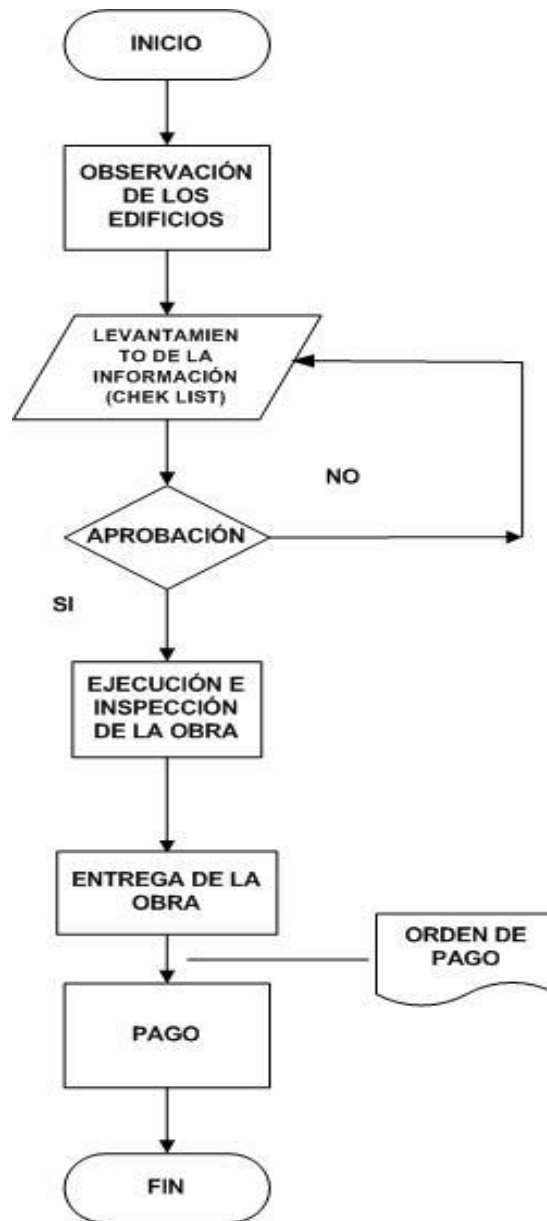 INICIO
OBSERVACIÓN
DE LOS
EDIFICIOS
LEVANTAMIEN
TO DE LA
INFORMACIÓN
(CHEK LIST)
NO
APROBACIÓN
SI
EJECUCIÓN E
INSPECCIÓN
DE LA OBRA
ENTREGA DE LA
OBRA
ORDEN DE
PAGO
PAGO
FIN